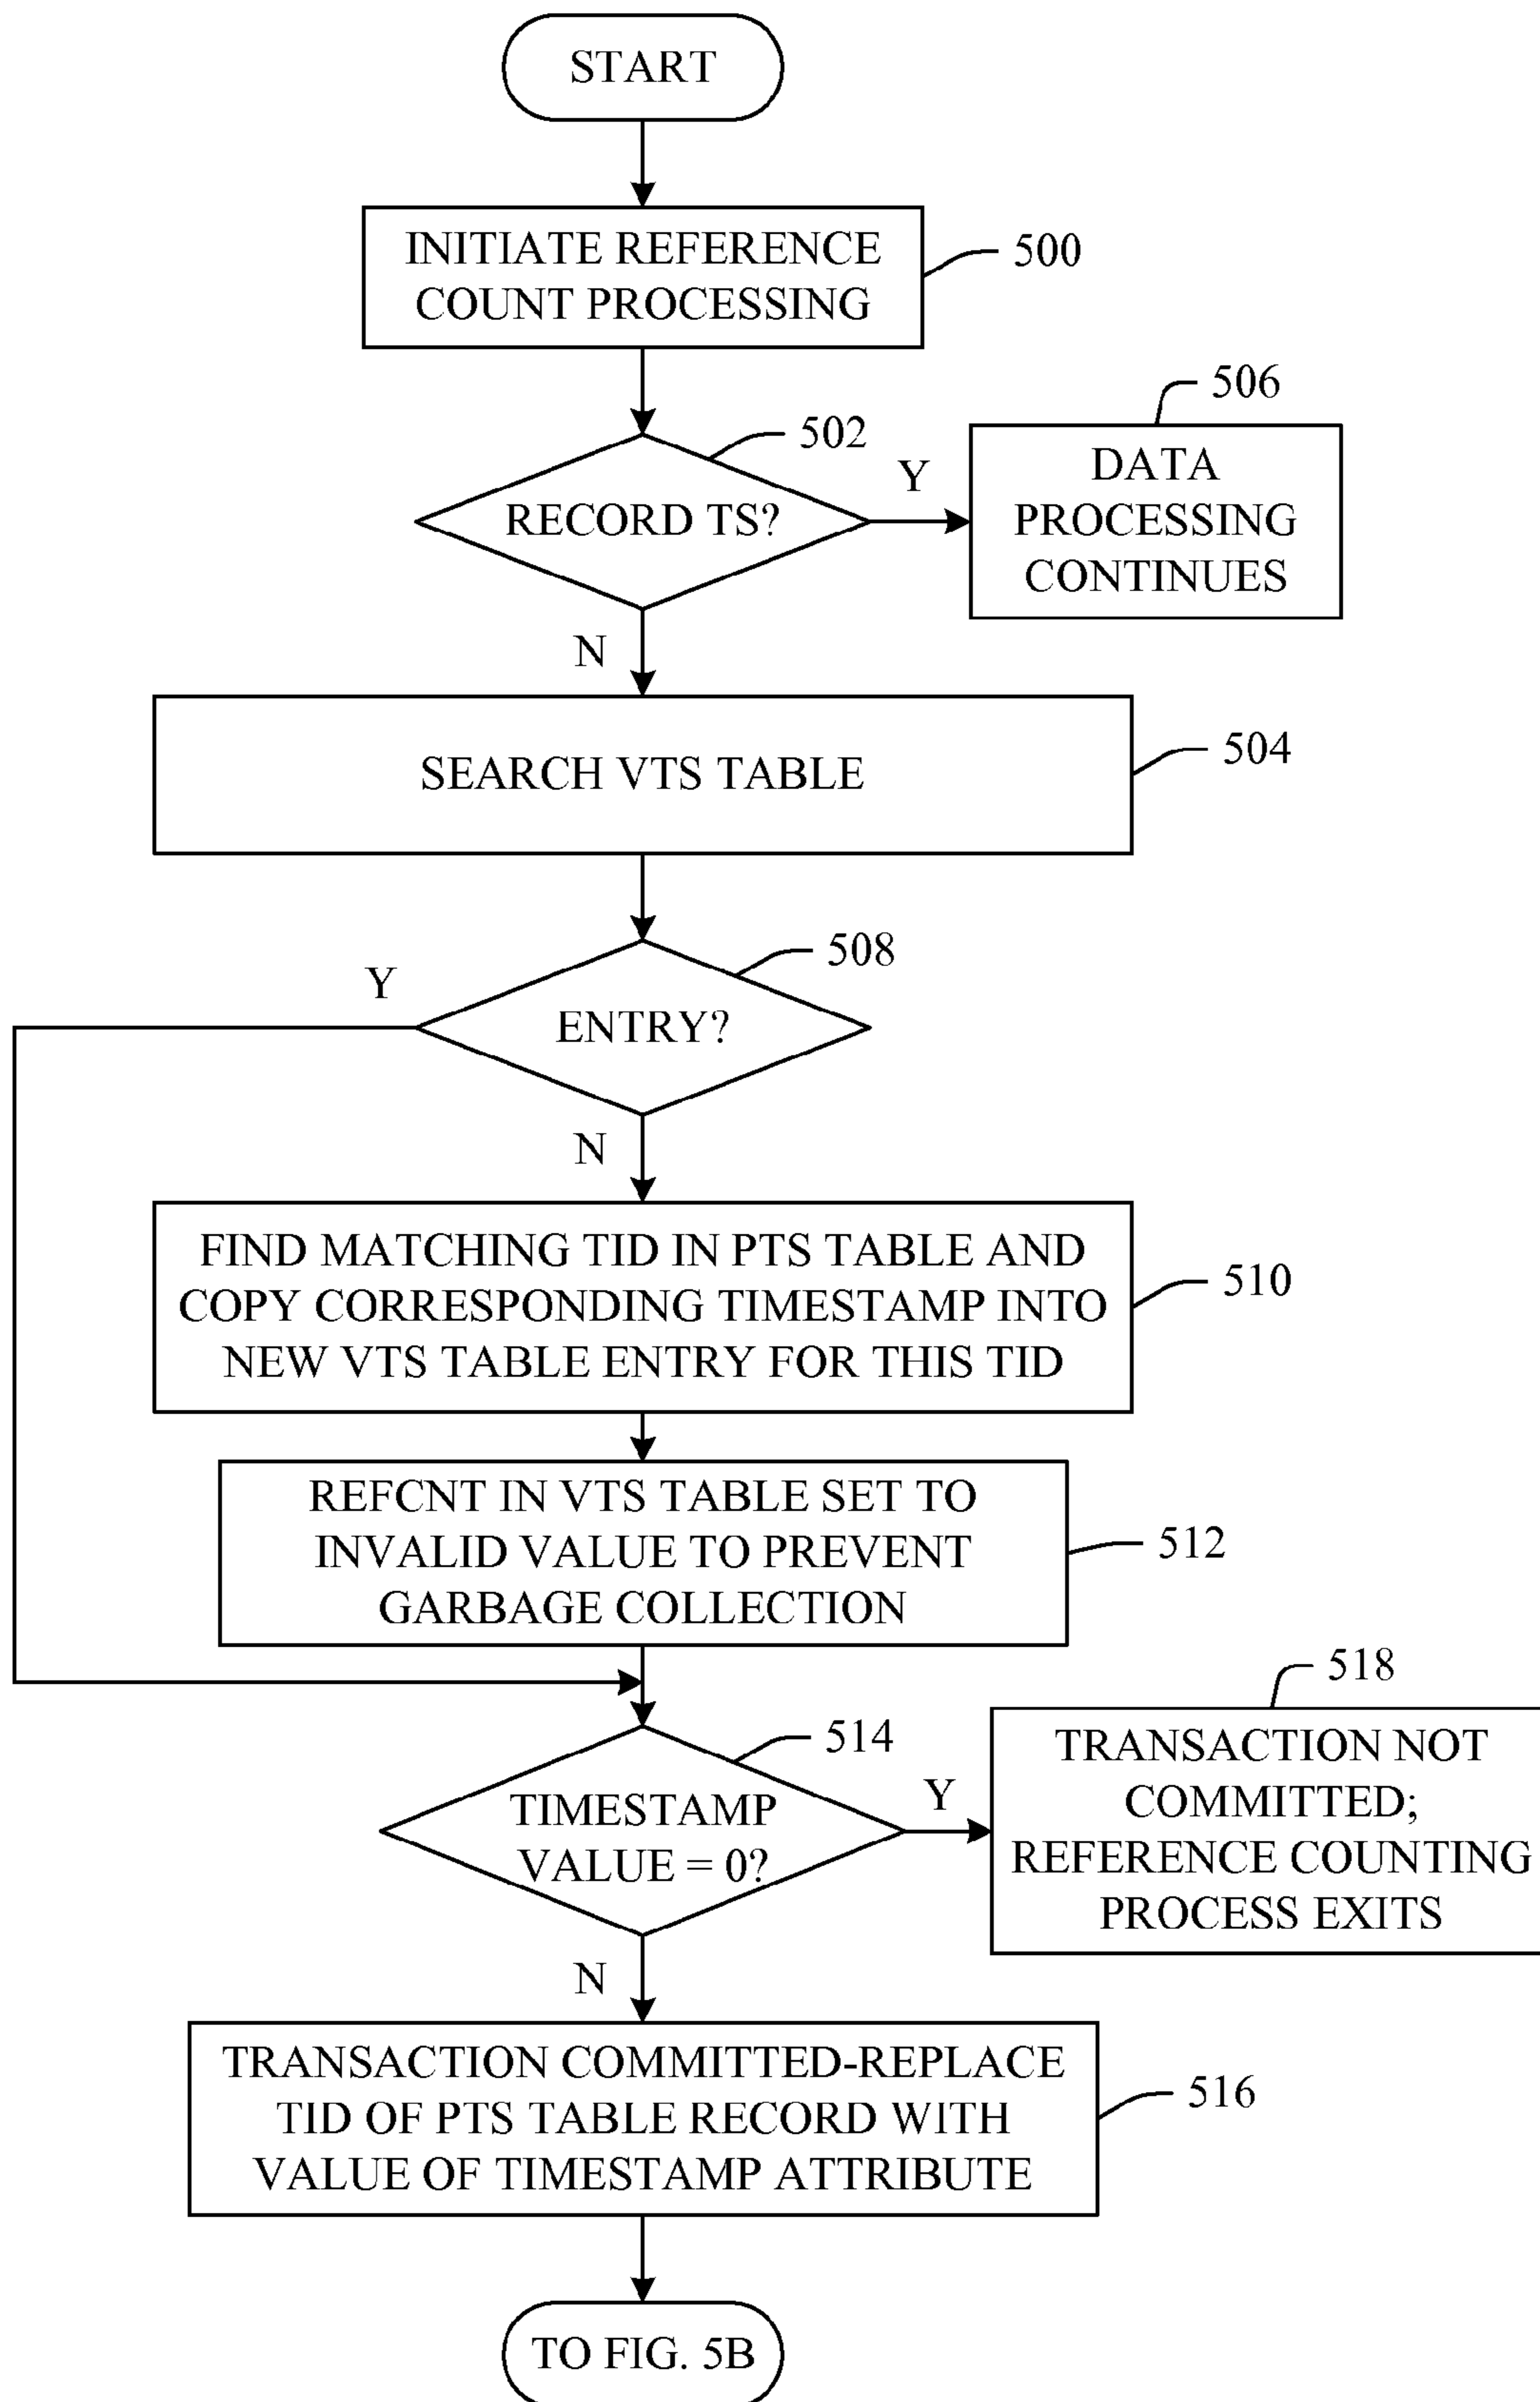 START
INITIATE REFERENCE
COUNT PROCESSING
500
502
RECORD TS?
Y
506
DATA
PROCESSING
CONTINUES
N
SEARCH VTS TABLE
504
508
Y
ENTRY?
N
FIND MATCHING TID IN PTS TABLE AND
COPY CORRESPONDING TIMESTAMP INTO
NEW VTS TABLE ENTRY FOR THIS TID
510
REFCNT IN VTS TABLE SET TO
INVALID VALUE TO PREVENT
GARBAGE COLLECTION
512
514
TIMESTAMP
VALUE = 0?
Y
518
TRANSACTION NOT
COMMITTED;
REFERENCE COUNTING
PROCESS EXITS
N
TRANSACTION COMMITTED-REPLACE
TID OF PTS TABLE RECORD WITH
VALUE OF TIMESTAMP ATTRIBUTE
516
TO FIG. 5B